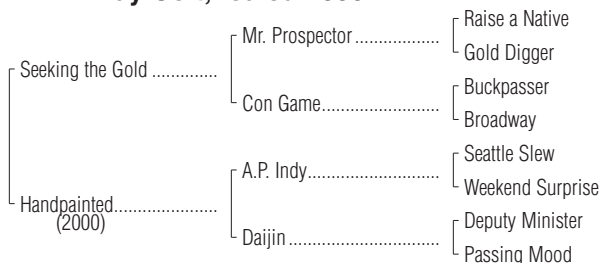 Raise a Native
Mr. Prospector ..................
Gold Digger
Seeking the Gold ..............
Buckpasser
Con Game.........................
Broadway
Seattle Slew
A.P. Indy............................
Weekend Surprise
Handpainted......................
(2000)
Deputy Minister
Daijin ................................
Passing Mood